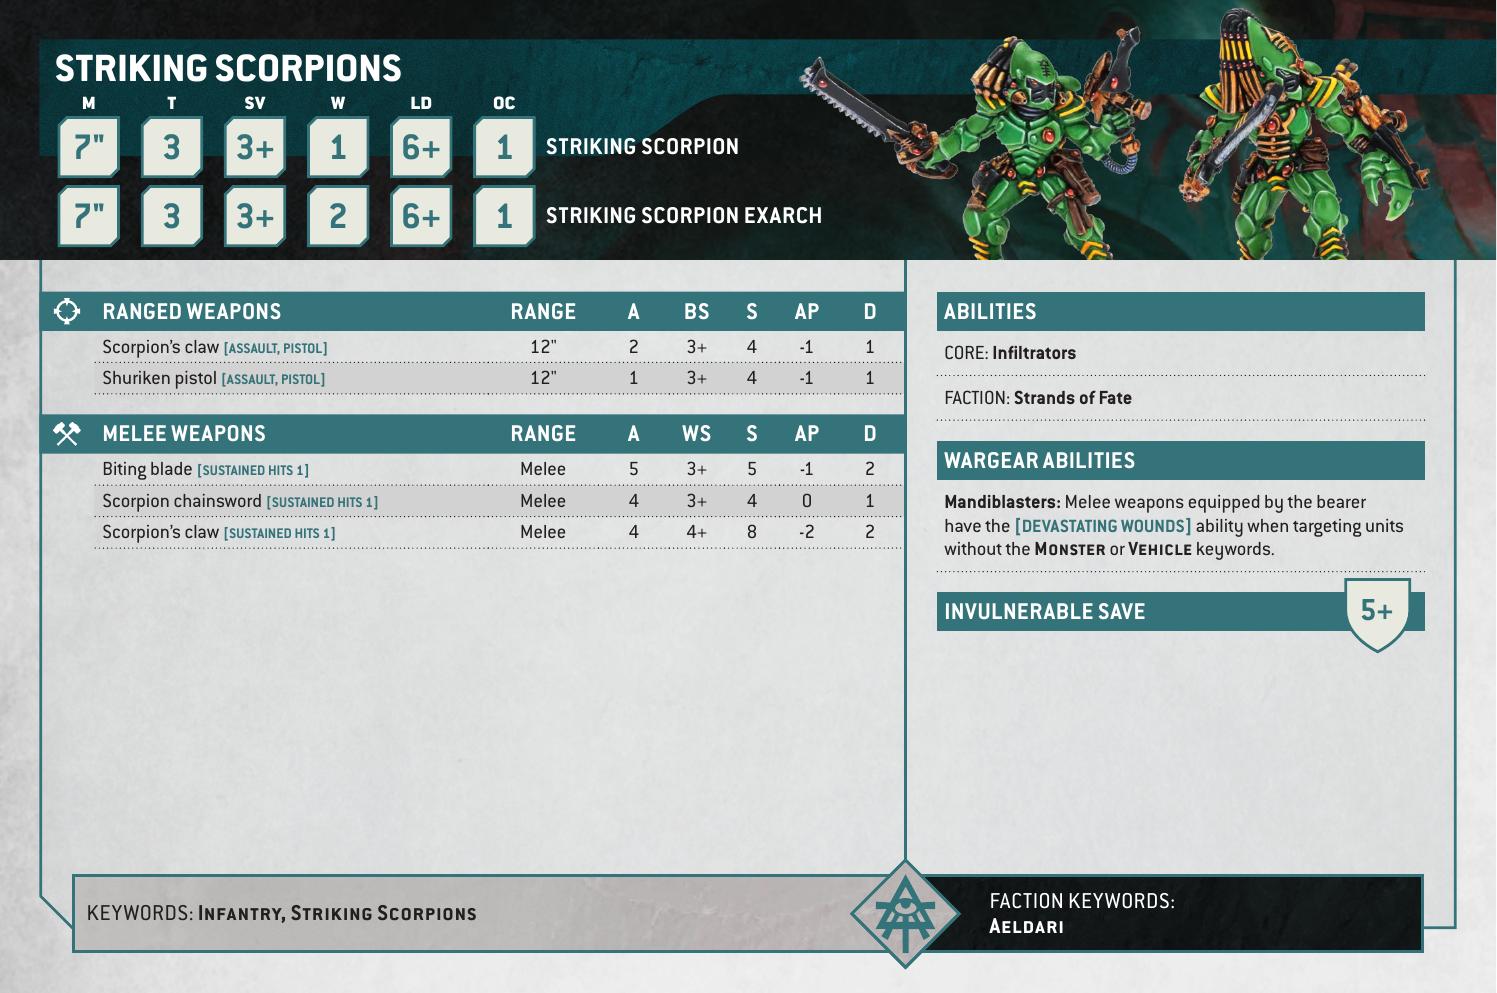 STRIKING SCORPIONS
M T SV W LD OC
7" 3 3+ 1 6+ 1 STRIKING SCORPION
7" 3 3+ 2 6+ 1 STRIKING SCORPION EXARCH
RANGED WEAPONS RANGE A BS S AP D
Scorpion's claw [ASSAULT, PISTOL] 12" 2 3+ 4 -1 1
Shuriken pistol [ASSAULT, PISTOL] 12" 1 3+ 4 -1 1
MELEE WEAPONS RANGE A WS S AP D
Biting blade [SUSTAINED HITS 1] Melee 5 3+ 5 -1 2
Scorpion chainsword [SUSTAINED HITS 1] Melee 4 3+ 4 0 1
Scorpion's claw [SUSTAINED HITS 1] Melee 4 4+ 8 -2 2
ABILITIES
CORE: Infiltrators
FACTION: Strands of Fate
WARGEAR ABILITIES
Mandiblasters: Melee weapons equipped by the bearer
have the [DEVASTATING WOUNDS] ability when targeting units
without the MONSTER or VEHICLE keywords.
INVULNERABLE SAVE 5+
KEYWORDS: INFANTRY, STRIKING SCORPIONS
FACTION KEYWORDS:
AELDARI